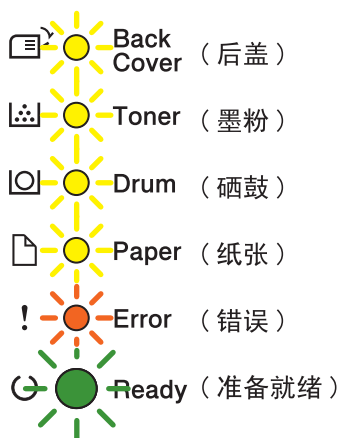 Back
Cover （后盖）
Toner （墨粉）
Drum （硒鼓）
Paper （纸张）
! Error （错误）
Ready （准备就绪）